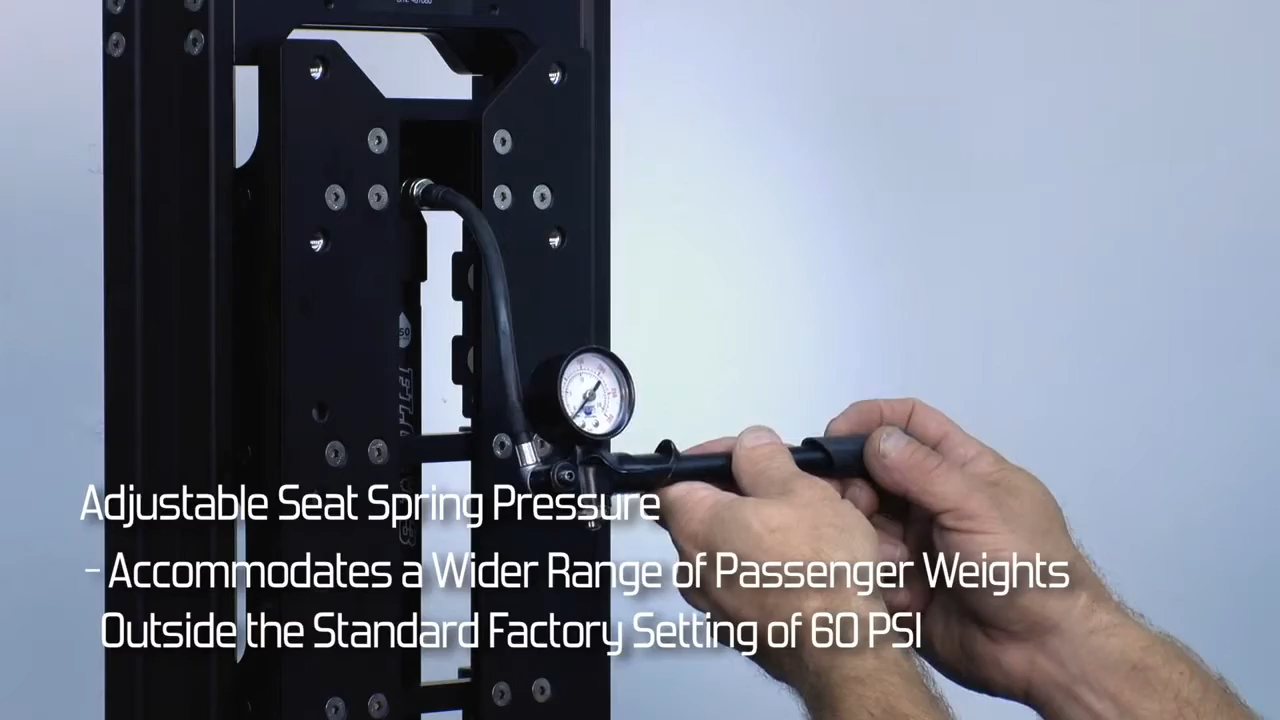 Adjustable Seat Spring Pressure
- Accommodates a Wider Range of Passenger Weights
Outside the Standard Factory Setting of 60 PSI